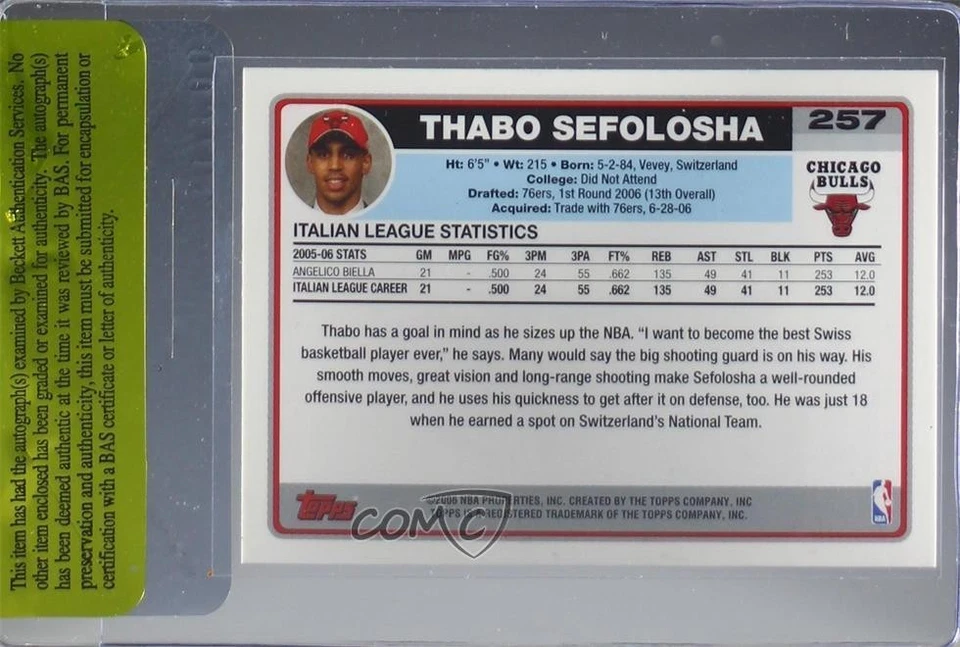 This item has had the autograph(s) examined by Beckett Authentication Services. No
other item enclosed has been graded or examined for authenticity. The autograph(s)
has been deemed authentic at the time it was reviewed by BAS. For permanent
preservation and authenticity, this item must be submitted for encapsulation or
certification with a BAS certificate or letter of authenticity.
THABO SEFOLOSHA
257
Ht: 6'5" • Wt: 215 • Born: 5-2-84, Vevey, Switzerland
College: Did Not Attend
Drafted: 76ers, 1st Round 2006 (13th Overall)
Acquired: Trade with 76ers, 6-28-06
CHICAGO
BULLS
ITALIAN LEAGUE STATISTICS
2005-06 STATS GM MPG FG% 3PM 3PA FT% REB AST STL BLK PTS AVG
ANGELICO BIELLA 21 - .500 24 55 .662 135 49 41 11 253 12.0
ITALIAN LEAGUE CAREER 21 - .500 24 55 .662 135 49 41 11 253 12.0
Thabo has a goal in mind as he sizes up the NBA. "I want to become the best Swiss
basketball player ever," he says. Many would say the big shooting guard is on his way. His
smooth moves, great vision and long-range shooting make Sefolosha a well-rounded
offensive player, and he uses his quickness to get after it on defense, too. He was just 18
when he earned a spot on Switzerland's National Team.
Topps
©2006 NBA PROPERTIES, INC. CREATED BY THE TOPPS COMPANY, INC
TOPPS IS A REGISTERED TRADEMARK OF THE TOPPS COMPANY, INC.
COMC
NBA